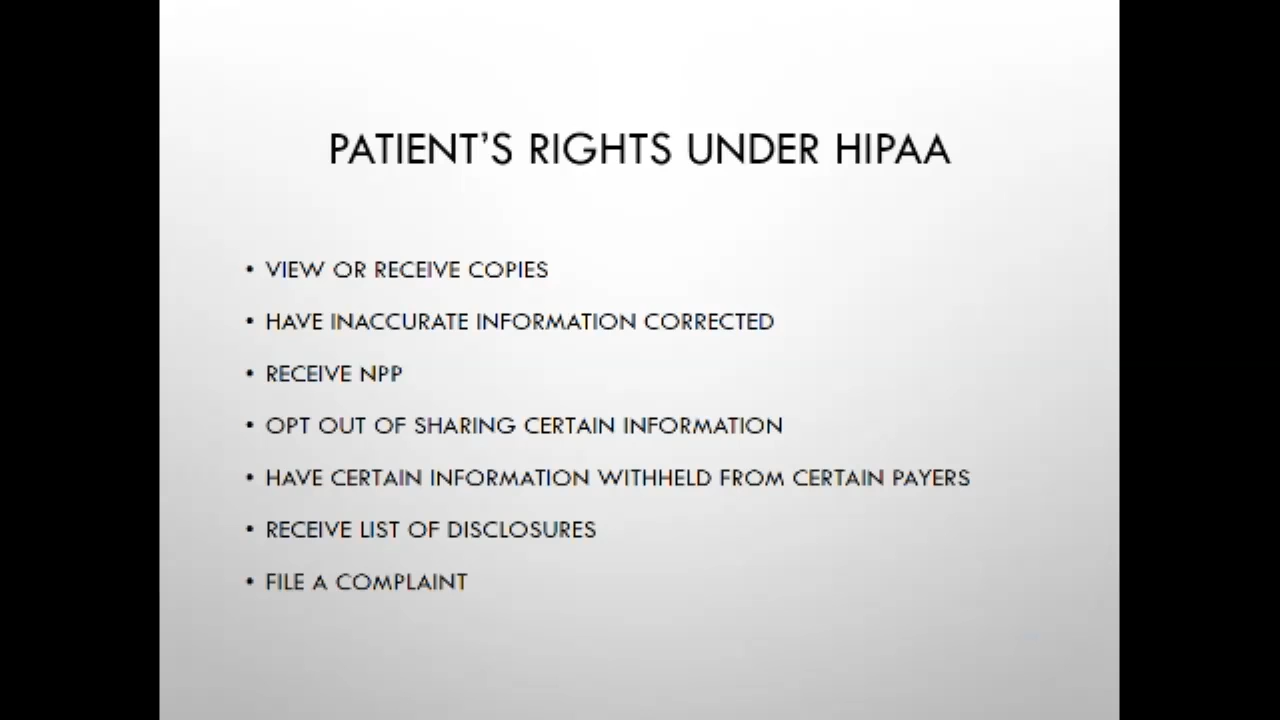 PATIENT’S RIGHTS UNDER HIPAA
• VIEW OR RECEIVE COPIES
• HAVE INACCURATE INFORMATION CORRECTED
• RECEIVE NPP
• OPT OUT OF SHARING CERTAIN INFORMATION
• HAVE CERTAIN INFORMATION WITHHELD FROM CERTAIN PAYERS
• RECEIVE LIST OF DISCLOSURES
• FILE A COMPLAINT